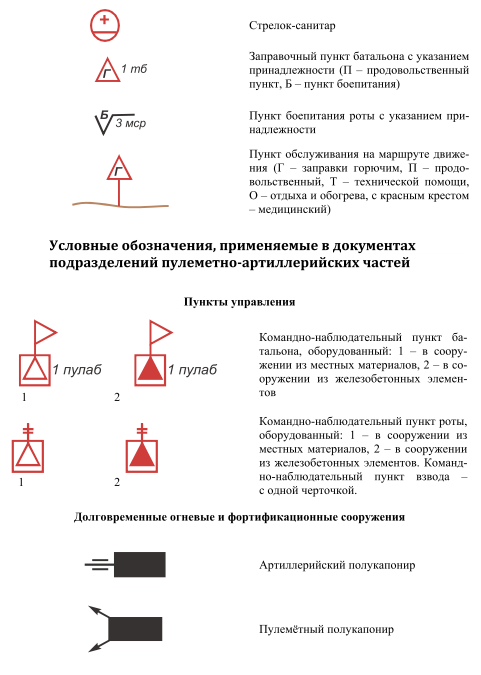 Стрелок-санитар
Г 1 тб
Заправочный пункт батальона с указанием
принадлежности (П – продовольственный
пункт, Б – пункт боепитания)
Б 3 мср
Пункт боепитания роты с указанием при-
надлежности
Г
Пункт обслуживания на маршруте движе-
ния (Г – заправки горючим, П – продо-
вольственный, Т – технической помощи,
О – отдыха и обогрева, с красным крестом
– медицинский)
Условные обозначения, применяемые в документах
подразделений пулеметно-артиллерийских частей
Пункты управления
1 пулаб 1 пулаб
1 2
Командно-наблюдательный пункт ба-
тальона, оборудованный: 1 – в соору-
жении из местных материалов, 2 – в со-
оружении из железобетонных элемен-
тов
1 2
Командно-наблюдательный пункт роты,
оборудованный: 1 – в сооружении из
местных материалов, 2 – в сооружении
из железобетонных элементов. Команд-
но-наблюдательный пункт взвода –
с одной черточкой.
Долговременные огневые и фортификационные сооружения
Артиллерийский полукапонир
Пулемётный полукапонир